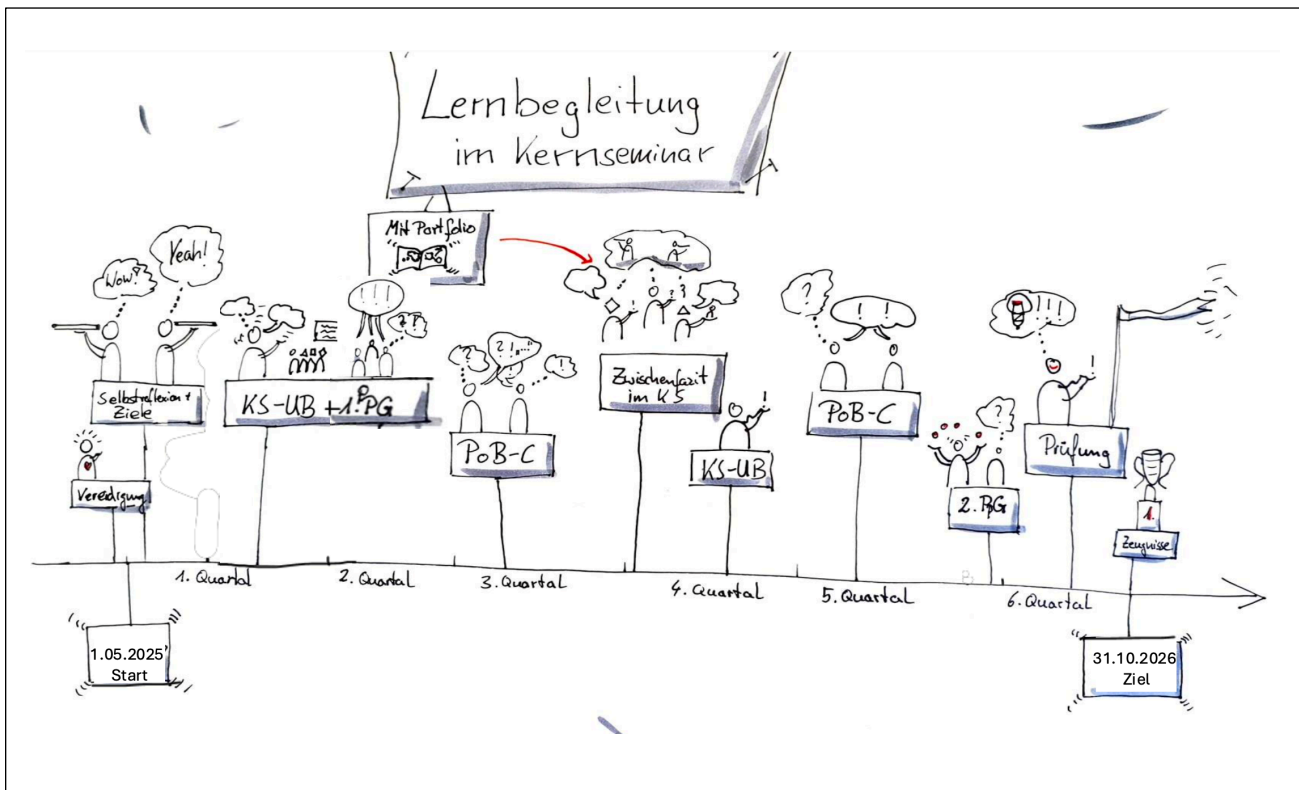 Lernbegleitung
im Kernseminar
Mit Portfolio
Wow!
Yeah!
Selbstreflexion +
Ziele
Vereidigung
!!!
KS-UB + 1. PG
?
!
PoB-C
Zwischenfazit
im KS
!
KS-UB
?
!!
PoB-C
?
2. PG
!!!
!
Prüfung
1.
Zeugnisse
1. Quartal
2. Quartal
3. Quartal
4. Quartal
5. Quartal
6. Quartal
1.05.2025
Start
31.10.2026
Ziel